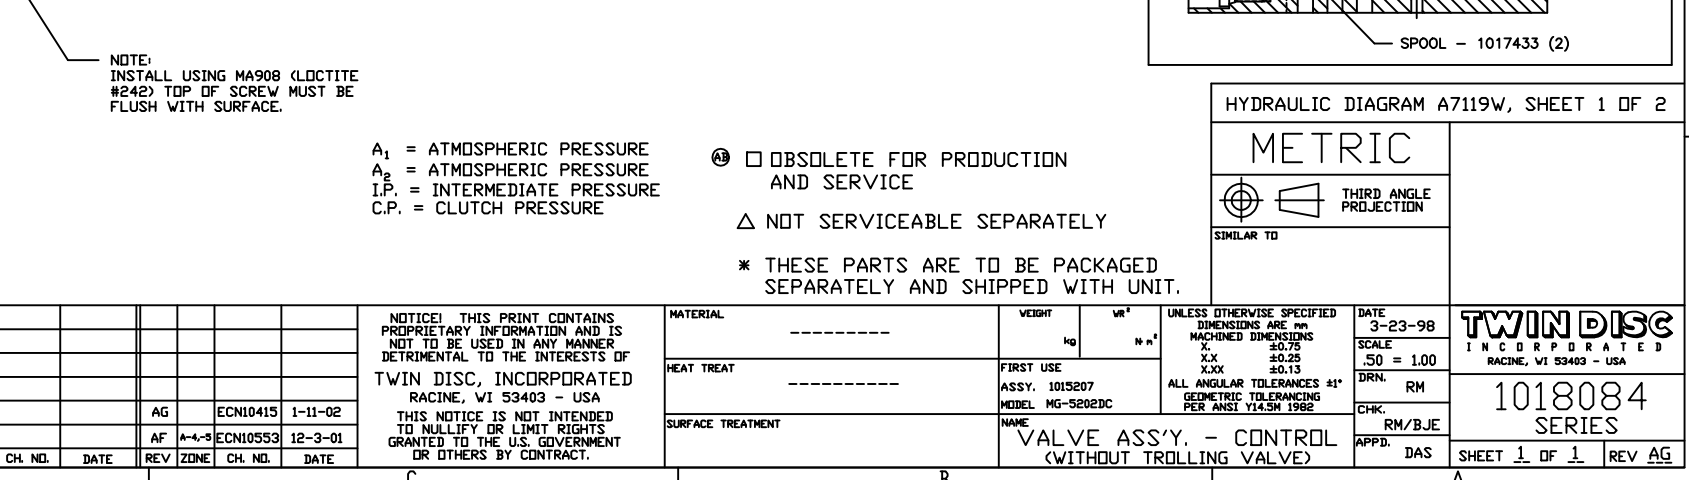 SPOOL - 1017433 (2)
NOTE:
INSTALL USING MA908 (LOCTITE
#242) TOP OF SCREW MUST BE
FLUSH WITH SURFACE.
HYDRAULIC DIAGRAM A7119W, SHEET 1 OF 2
METRIC
THIRD ANGLE
PROJECTION
SIMILAR TO
A1 = ATMOSPHERIC PRESSURE
A2 = ATMOSPHERIC PRESSURE
I.P. = INTERMEDIATE PRESSURE
C.P. = CLUTCH PRESSURE
AB □ OBSOLETE FOR PRODUCTION
AND SERVICE
△ NOT SERVICEABLE SEPARATELY
* THESE PARTS ARE TO BE PACKAGED
SEPARATELY AND SHIPPED WITH UNIT.
AG ECN10415 1-11-02
AF A-4,-5 ECN10553 12-3-01
CH. NO. DATE REV ZONE CH. NO. DATE
NOTICE! THIS PRINT CONTAINS
PROPRIETARY INFORMATION AND IS
NOT TO BE USED IN ANY MANNER
DETRIMENTAL TO THE INTERESTS OF
TWIN DISC, INCORPORATED
RACINE, WI 53403 - USA
THIS NOTICE IS NOT INTENDED
TO NULLIFY OR LIMIT RIGHTS
GRANTED TO THE U.S. GOVERNMENT
OR OTHERS BY CONTRACT.
MATERIAL
----------
HEAT TREAT
----------
SURFACE TREATMENT
WEIGHT
kg
WR²
N·m²
FIRST USE
ASSY. 1015207
MODEL MG-5202DC
NAME
VALVE ASS'Y. - CONTROL
(WITHOUT TROLLING VALVE)
UNLESS OTHERWISE SPECIFIED
DIMENSIONS ARE mm
MACHINED DIMENSIONS
X. ±0.75
X.X ±0.25
X.XX ±0.13
ALL ANGULAR TOLERANCES ±1°
GEOMETRIC TOLERANCING
PER ANSI Y14.5M 1982
DATE
3-23-98
SCALE
.50 = 1.00
DRN.
RM
CHK.
RM/BJE
APPD.
DAS
TWIN DISC
INCORPORATED
RACINE, WI 53403 - USA
1018084
SERIES
SHEET 1 OF 1 REV AG
C B A